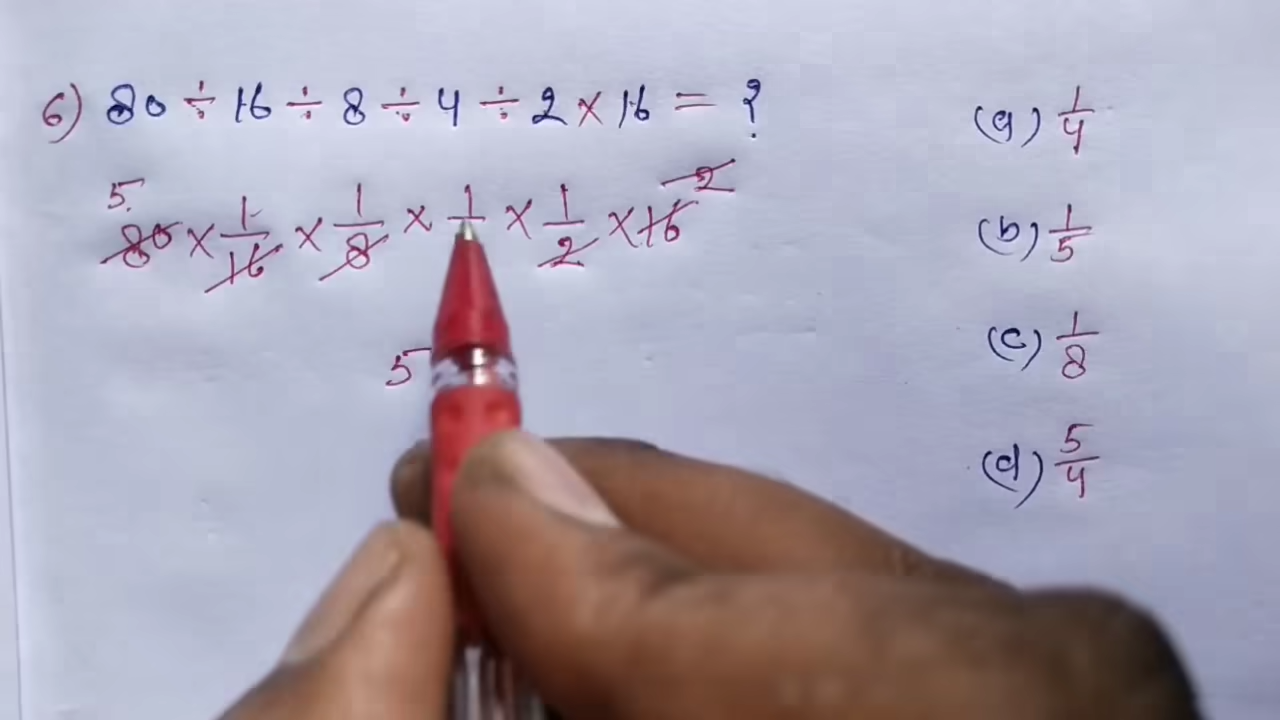 6) 80 ÷ 16 ÷ 8 ÷ 4 ÷ 2 × 16 = ?
5 2
80 × 1/16 × 1/8 × 1/ × 1/2 × 16
5
(a) 1/4
(b) 1/5
(c) 1/8
(d) 5/4